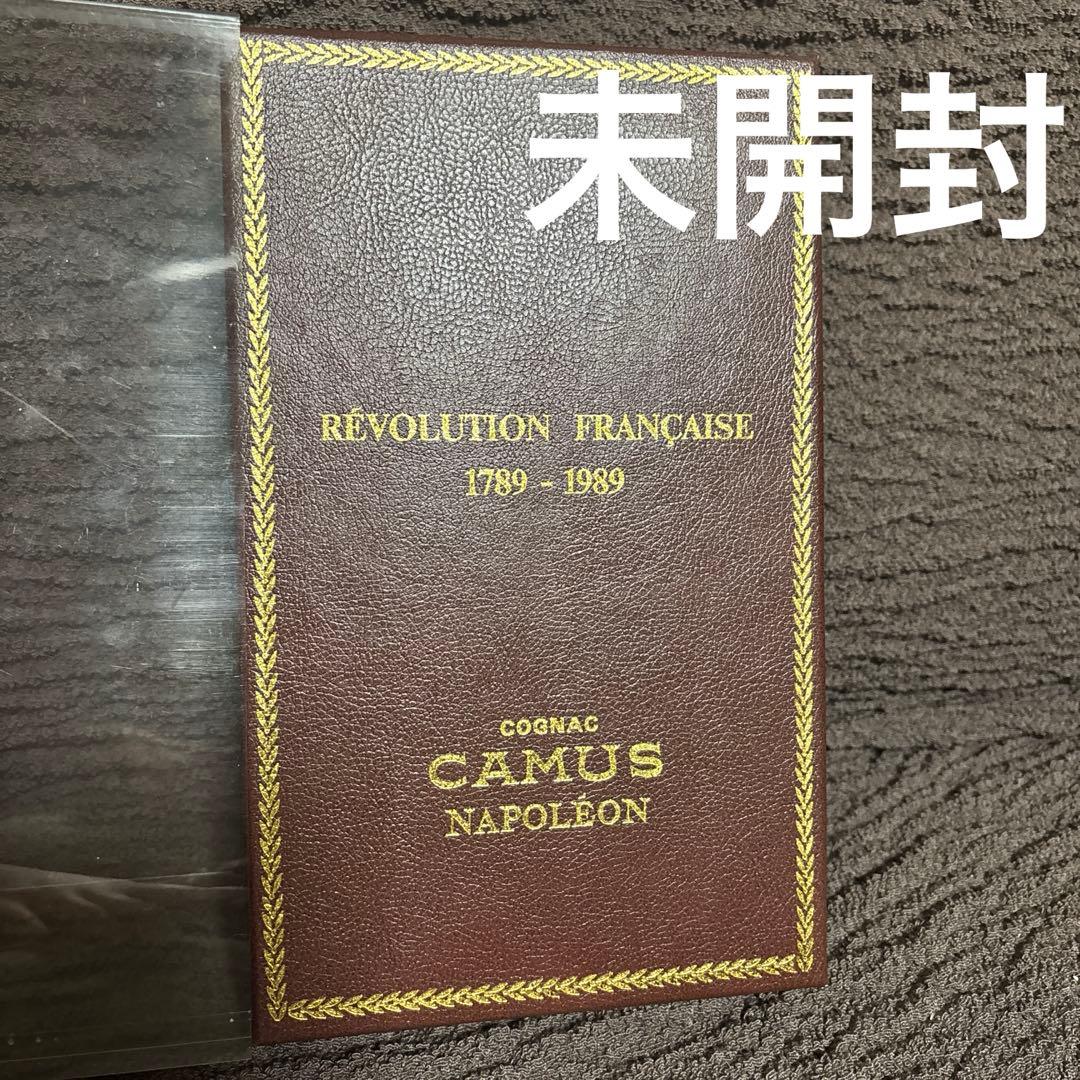 未開封
RÉVOLUTION FRANÇAISE
1789 - 1989
COGNAC
CAMUS
NAPOLÉON